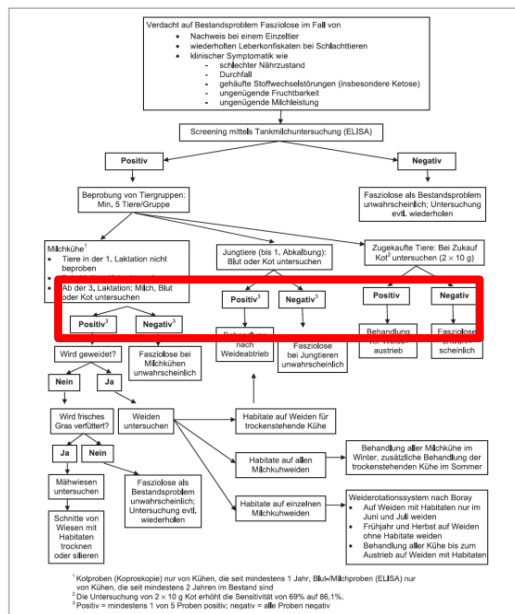 Verdacht auf Bestandsproblem Fasziolose im Fall von
• Nachweis bei einem Einzeltier
• wiederholten Leberkonfiskaten bei Schlachttieren
• klinischer Symptomatik wie
- schlechter Nährzustand
- Durchfall
- gehäufte Stoffwechselstörungen (insbesondere Ketose)
- ungenügende Fruchtbarkeit
- ungenügende Milchleistung
Screening mittels Tankmilchuntersuchung (ELISA)
Positiv
Negativ
Beprobung von Tiergruppen:
Min. 5 Tiere/Gruppe
Fasziolose als Bestandsproblem
unwahrscheinlich; Untersuchung
evtl. wiederholen
Milchkühe¹
• Tiere in der 1. Laktation nicht
beproben
• Ab der 3. Laktation: Milch, Blut
oder Kot untersuchen
Jungtiere (bis 1. Abkalbung):
Blut oder Kot untersuchen
Zugekaufte Tiere: Bei Zukauf
Kot² untersuchen (2 × 10 g)
Positiv³
Negativ³
Positiv³
Negativ³
Positiv
Negativ
Wird geweidet?
Fasziolose bei
Milchkühen
unwahrscheinlich
nach
Weideabtrieb
Fasziolose
bei Jungtieren
unwahrscheinlich
Behandlung
austrieb
Fasziolose
scheinlich
Nein
Ja
Wird frisches
Gras verfüttert?
Weiden
untersuchen
Habitate auf Weiden für
trockenstehende Kühe
Ja
Nein
Habitate auf allen
Milchkuhweiden
Behandlung aller Milchkühe im
Winter, zusätzliche Behandlung der
trockenstehenden Kühe im Sommer
Mähwiesen
untersuchen
Fasziolose als
Bestandsproblem
unwahrscheinlich;
Untersuchung evtl.
wiederholen
Habitate auf einzelnen
Milchkuhweiden
Weiderotationssystem nach Boray
• Auf Weiden mit Habitaten nur im
Juni und Juli weiden
• Frühjahr und Herbst auf Weiden
ohne Habitate weiden
• Behandlung aller Kühe bis zum
Austrieb auf Weiden mit Habitaten
Schnitte von
Wiesen mit
Habitaten
trocknen
oder silieren
¹ Kotproben (Koproskopie) nur von Kühen, die seit mindestens 1 Jahr, Blut-/Milchproben (ELISA) nur
von Kühen, die seit mindestens 2 Jahren im Bestand sind
² Die Untersuchung von 2 × 10 g Kot erhöht die Sensitivität von 69% auf 86,1%.
³ Positiv = mindestens 1 von 5 Proben positiv; negativ = alle Proben negativ